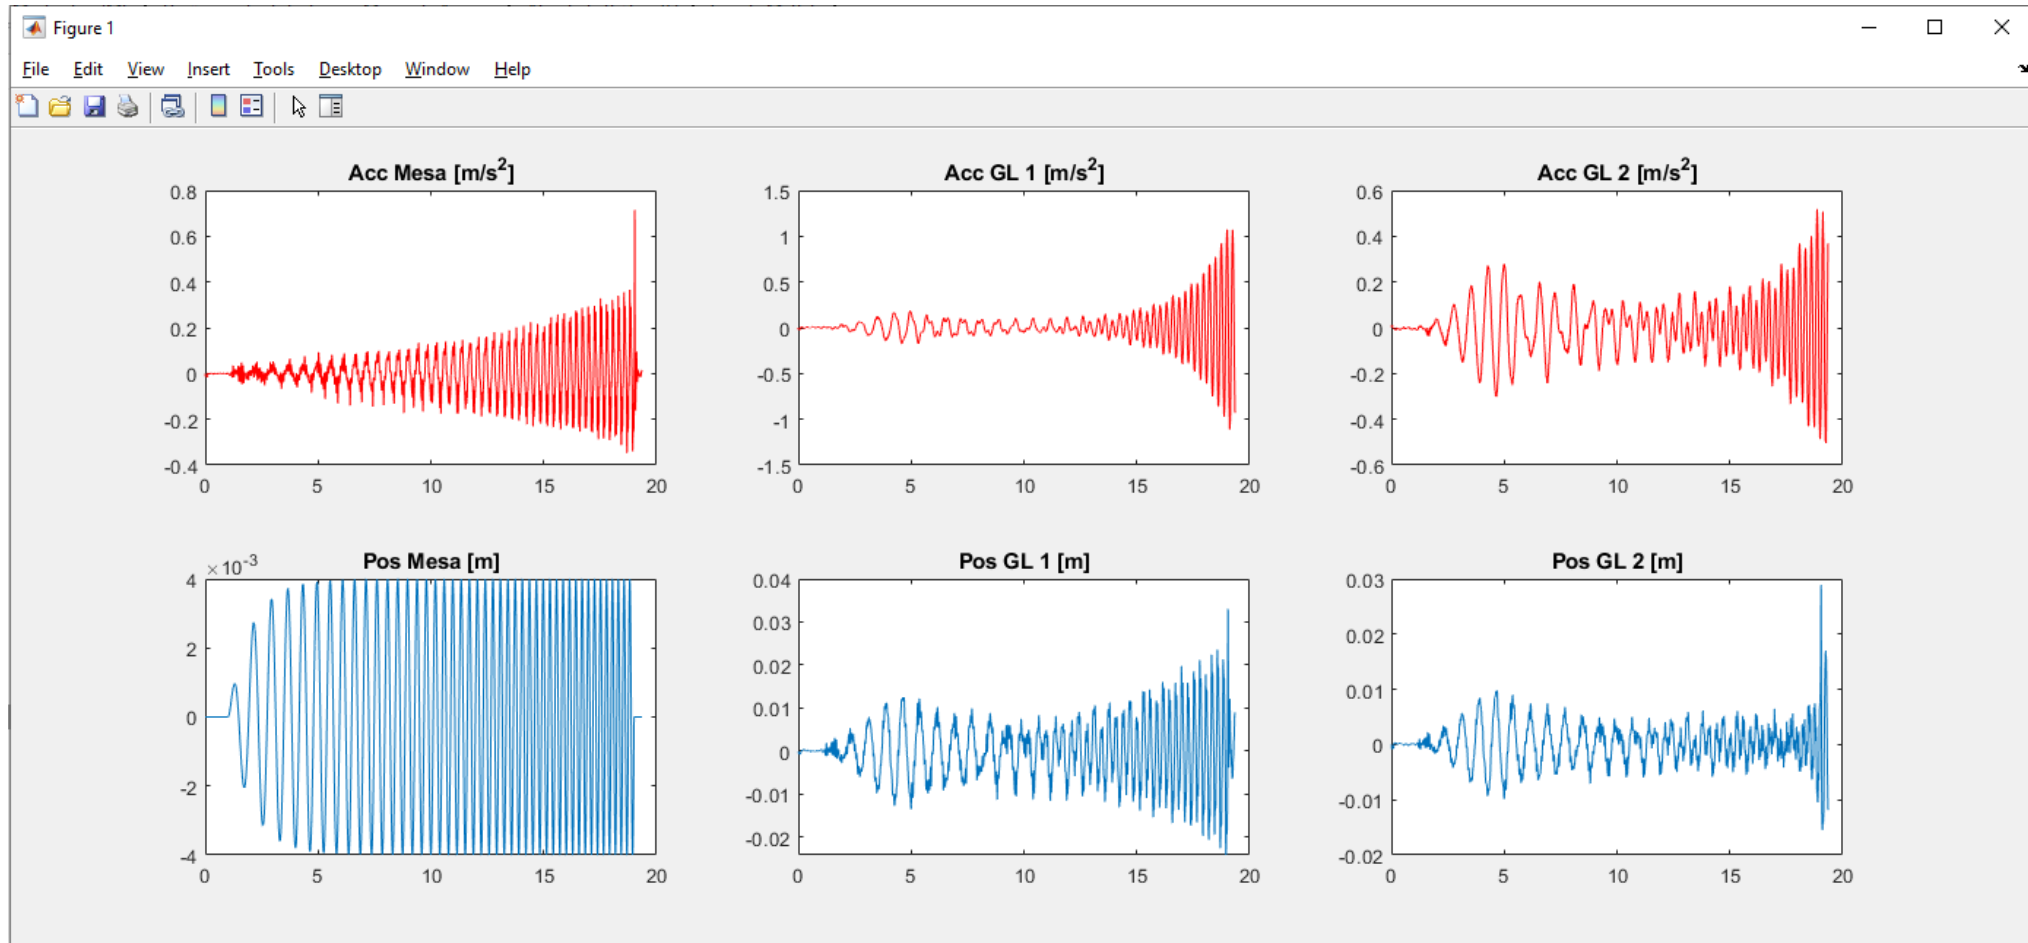 Figure 1
File Edit View Insert Tools Desktop Window Help
Acc Mesa [m/s²]
0.8
0.6
0.4
0.2
0
-0.2
-0.4
0 5 10 15 20
Acc GL 1 [m/s²]
1.5
1
0.5
0
-0.5
-1
-1.5
0 5 10 15 20
Acc GL 2 [m/s²]
0.6
0.4
0.2
0
-0.2
-0.4
-0.6
0 5 10 15 20
Pos Mesa [m]
×10⁻³
4
2
0
-2
-4
0 5 10 15 20
Pos GL 1 [m]
0.04
0.03
0.02
0.01
0
-0.01
-0.02
0 5 10 15 20
Pos GL 2 [m]
0.03
0.02
0.01
0
-0.01
-0.02
0 5 10 15 20